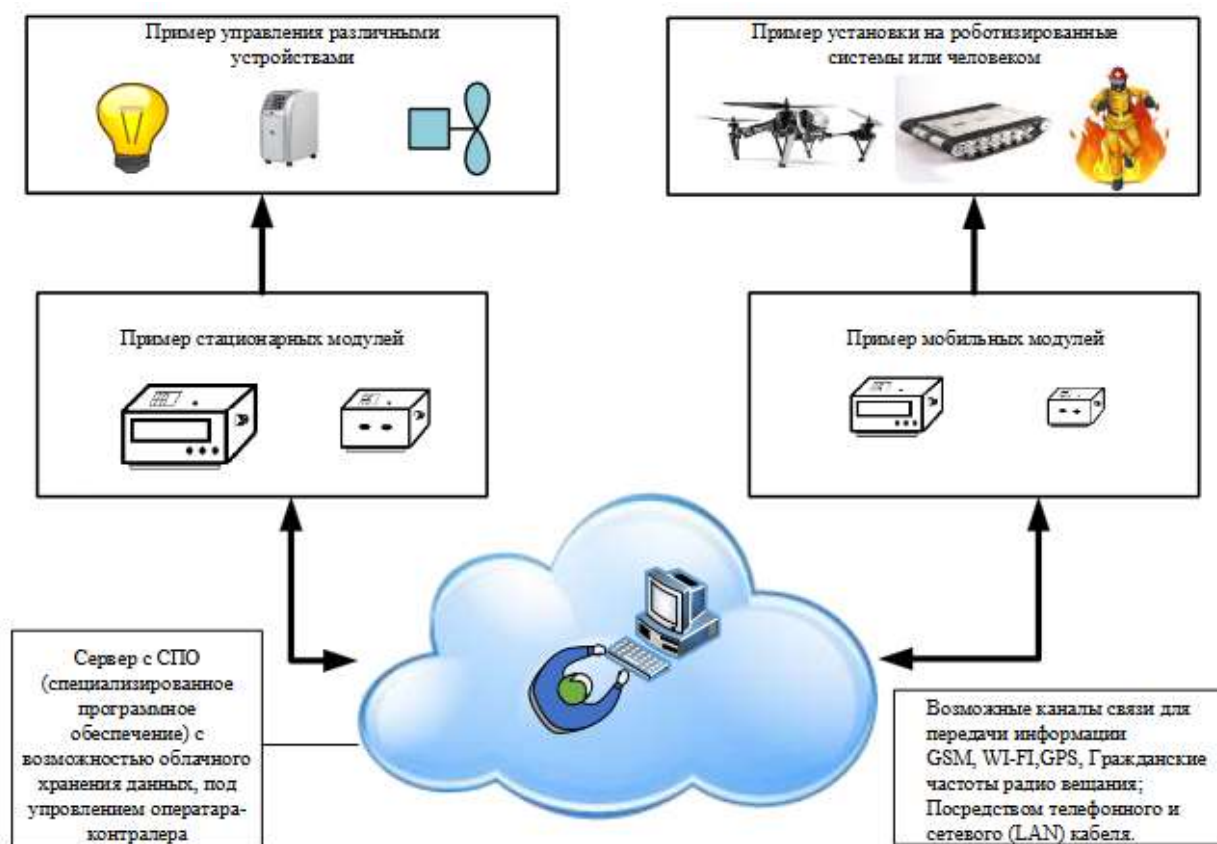 Пример управления различными
устройствами
Пример установки на роботизированные
системы или человеком
Пример стационарных модулей
Пример мобильных модулей
Сервер с СПО
(специализированное
программное
обеспечение) с
возможностью облачного
хранения данных, под
упровлением оператара-
контралера
Возможные каналы связи для
передачи информации
GSM, WI-FI,GPS, Гражданские
частоты радио вещания;
Посредством телефонного и
сетевого (LAN) кабеля.